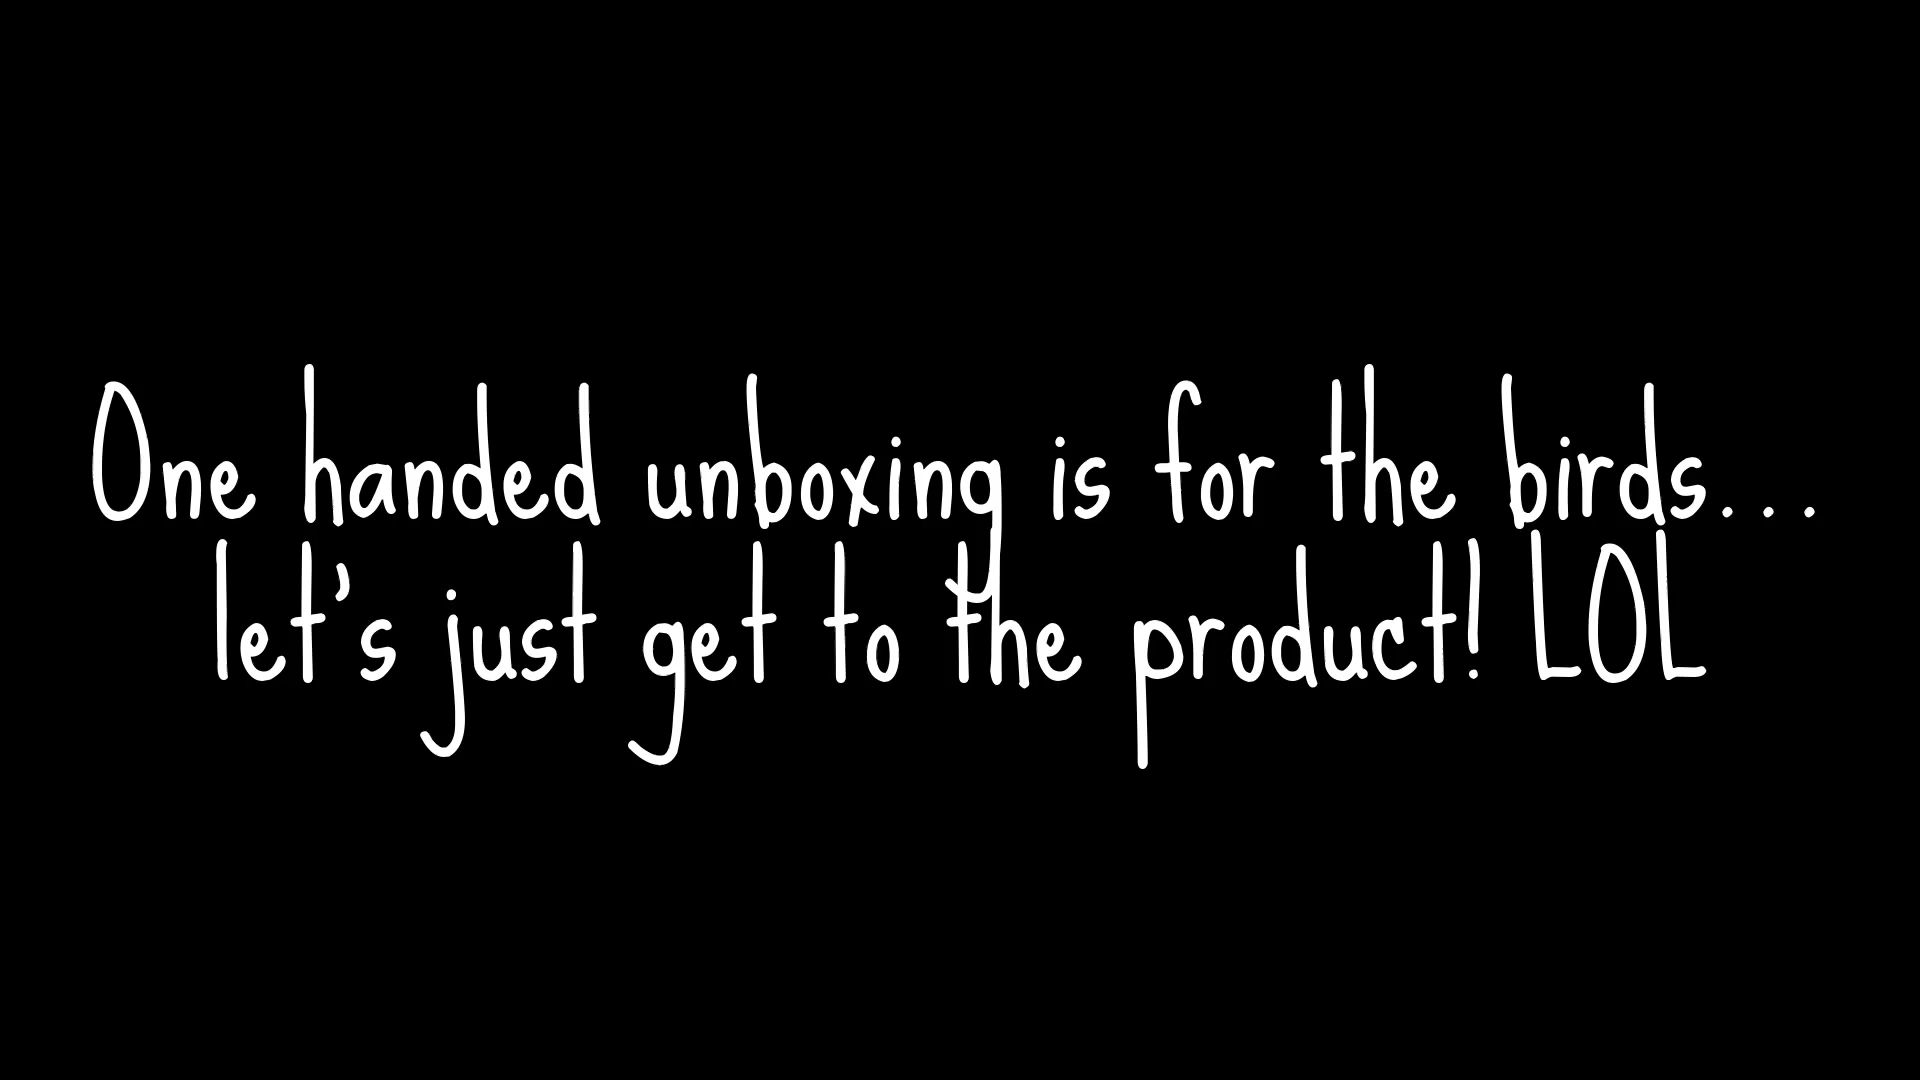 One handed unboxing is for the birds...
let's just get to the product! LOL